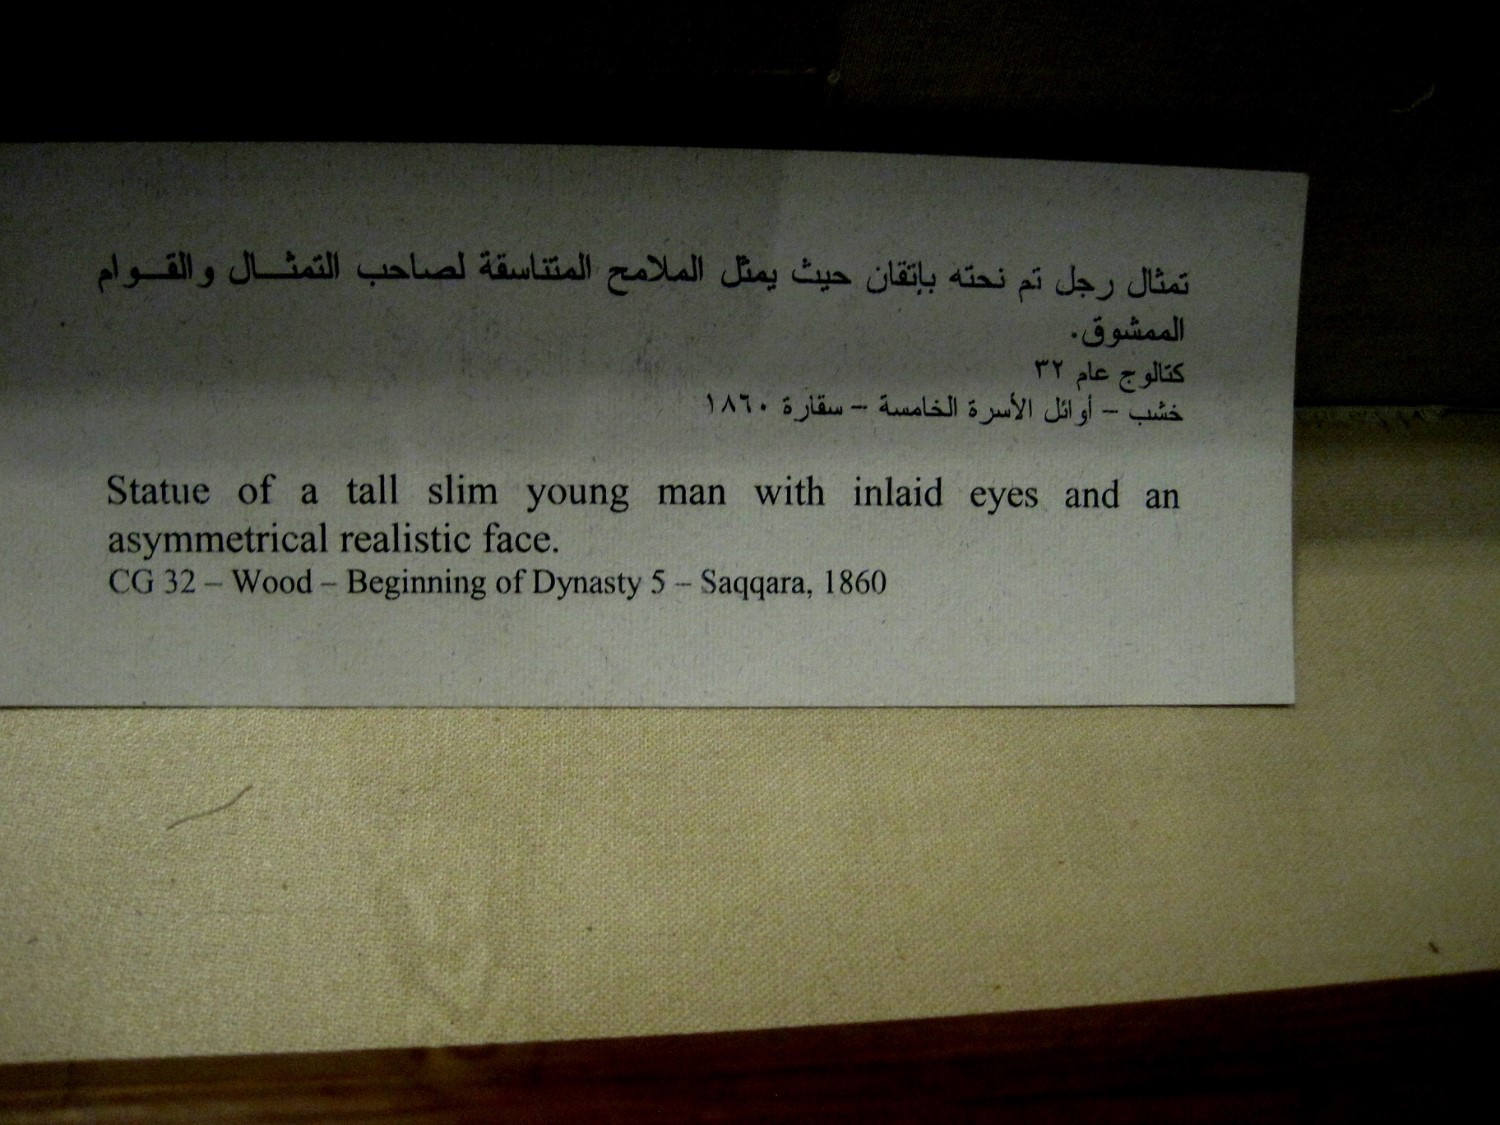 تمثال رجل تم نحته بإتقان حيث يمثل الملامح المتناسقة لصاحب التمثال والقوام
الممشوق.
كتالوج عام ٣٢
خشب – أوائل الأسرة الخامسة – سقارة ١٨٦٠
Statue of a tall slim young man with inlaid eyes and an
asymmetrical realistic face.
CG 32 – Wood – Beginning of Dynasty 5 – Saqqara, 1860